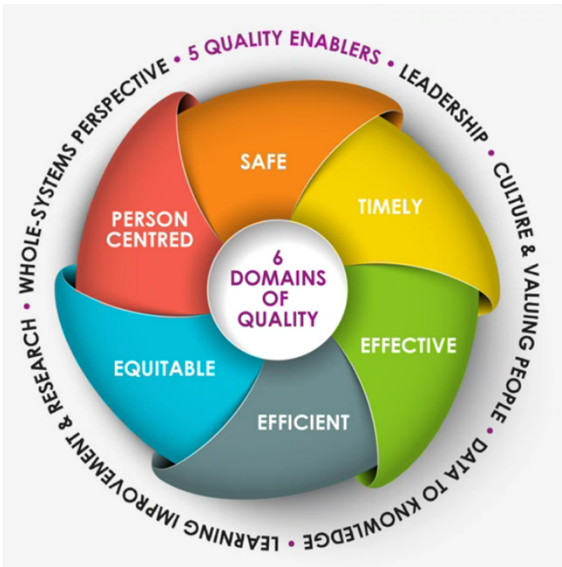 5 QUALITY ENABLERS • LEADERSHIP • CULTURE & VALUING PEOPLE • DATA TO KNOWLEDGE • LEARNING IMPROVEMENT & RESEARCH • WHOLE-SYSTEMS PERSPECTIVE •
SAFE
TIMELY
EFFECTIVE
EFFICIENT
EQUITABLE
PERSON
CENTRED
6
DOMAINS
OF
QUALITY